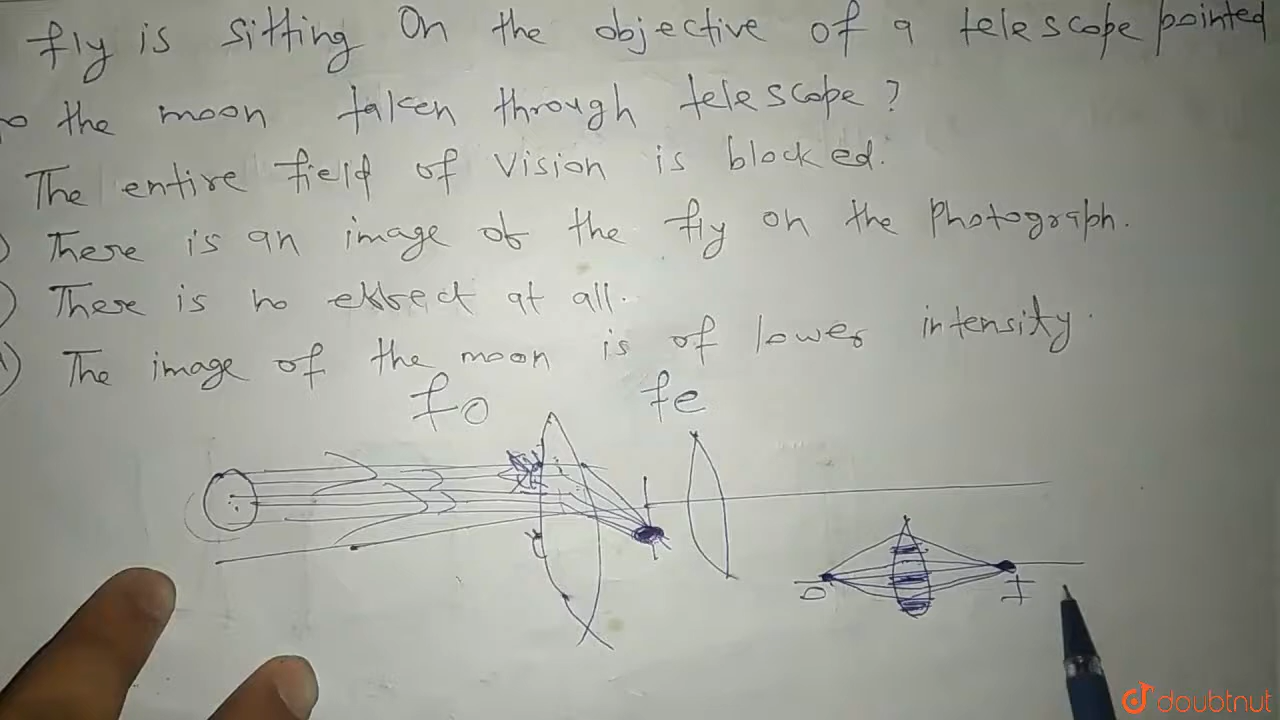 fly is sitting On the objective of a telescope pointed
to the moon taken through telescope?
The entire field of vision is blocked.
) There is an image of the fly on the photograph.
) There is no effect at all.
) The image of the moon is of lower intensity.
fo fe
O I
doubtnut